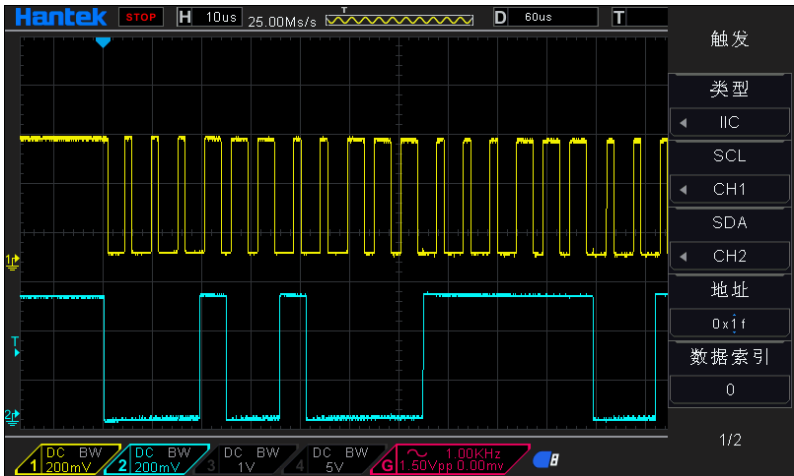 Hantek STOP H 10us 25.00Ms/s T D 60us T
触发
类型
IIC
SCL
CH1
SDA
CH2
地址
0x1f
数据索引
0
1/2
1
T
2
1 DC BW 200mV 2 DC BW 200mV 3 DC BW 1V 4 DC BW 5V G 1.00KHz 1.50Vpp 0.00mv